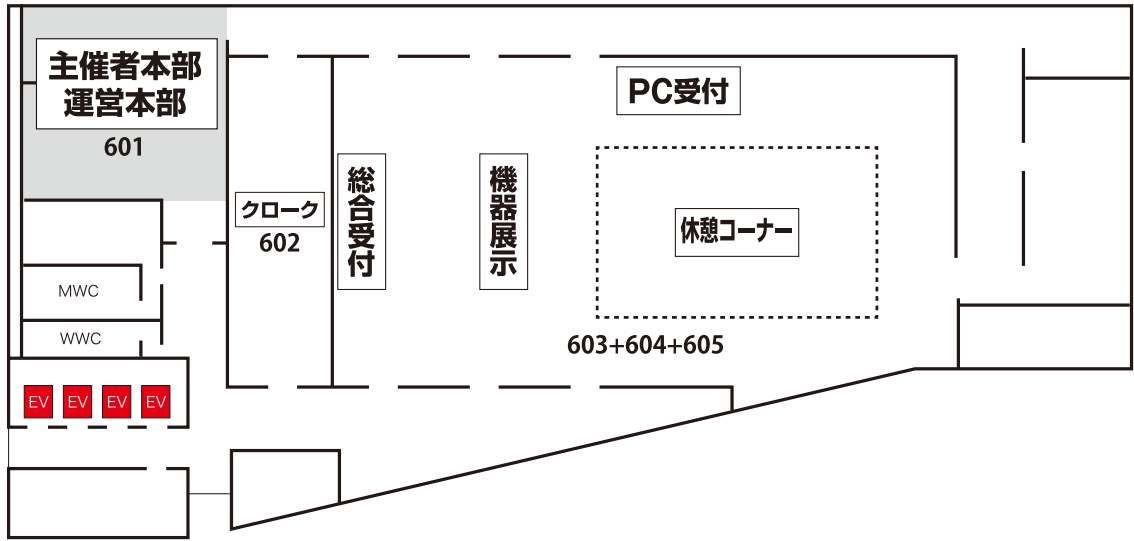 主催者本部
運営本部
601
クローク
602
総合受付
機器展示
PC受付
休憩コーナー
603+604+605
MWC
WWC
EV
EV
EV
EV